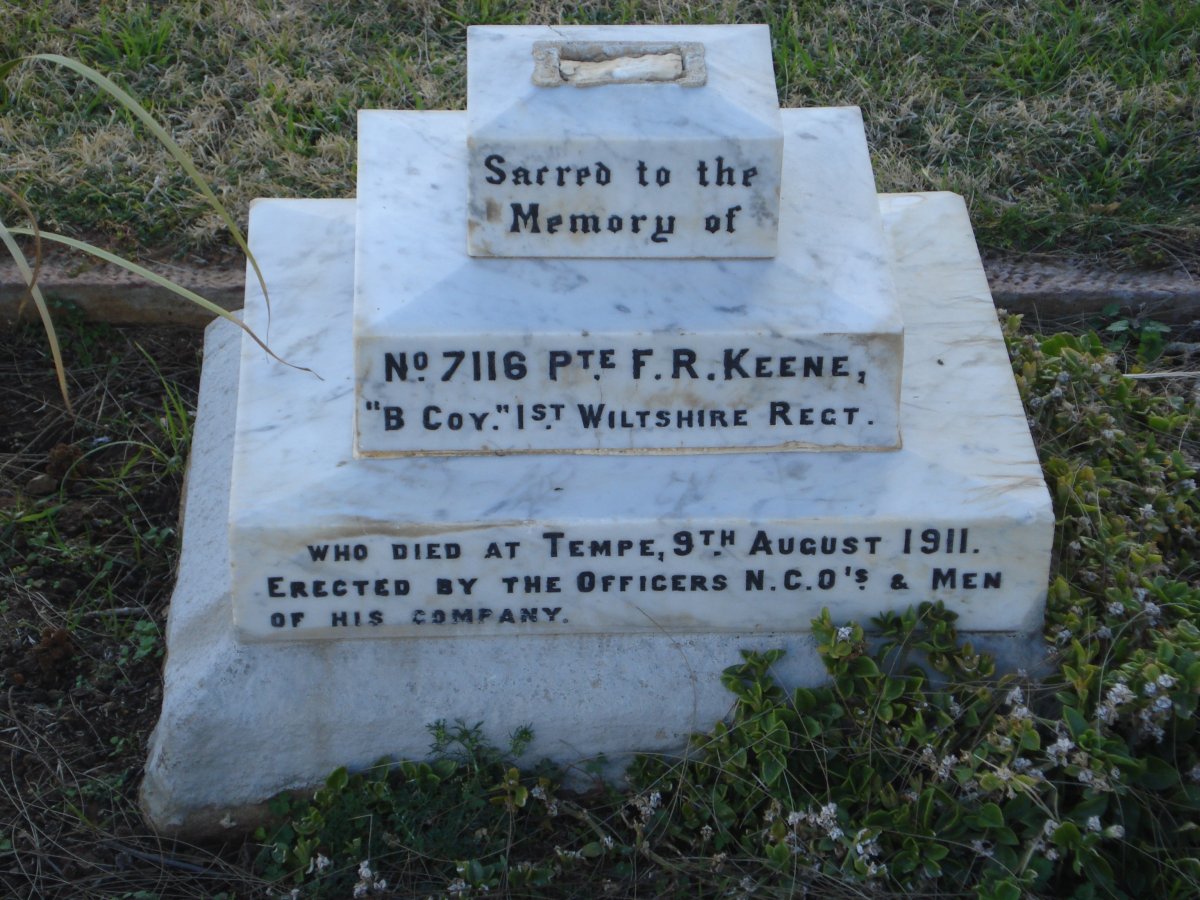 Sacred to the
Memory of
No. 7116 PTE. F.R. KEENE,
"B COY." 1ST. WILTSHIRE REGT.
WHO DIED AT TEMPE, 9TH. AUGUST 1911.
ERECTED BY THE OFFICERS N.C.O's. & MEN
OF HIS COMPANY.